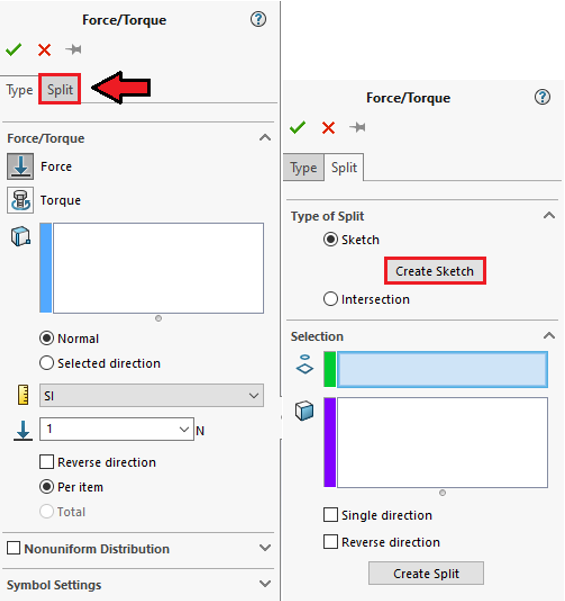 Force/Torque
Type
Split
Force/Torque
Force
Torque
Normal
Selected direction
SI
1
N
Reverse direction
Per item
Total
Nonuniform Distribution
Symbol Settings
Force/Torque
Type
Split
Type of Split
Sketch
Create Sketch
Intersection
Selection
Single direction
Reverse direction
Create Split